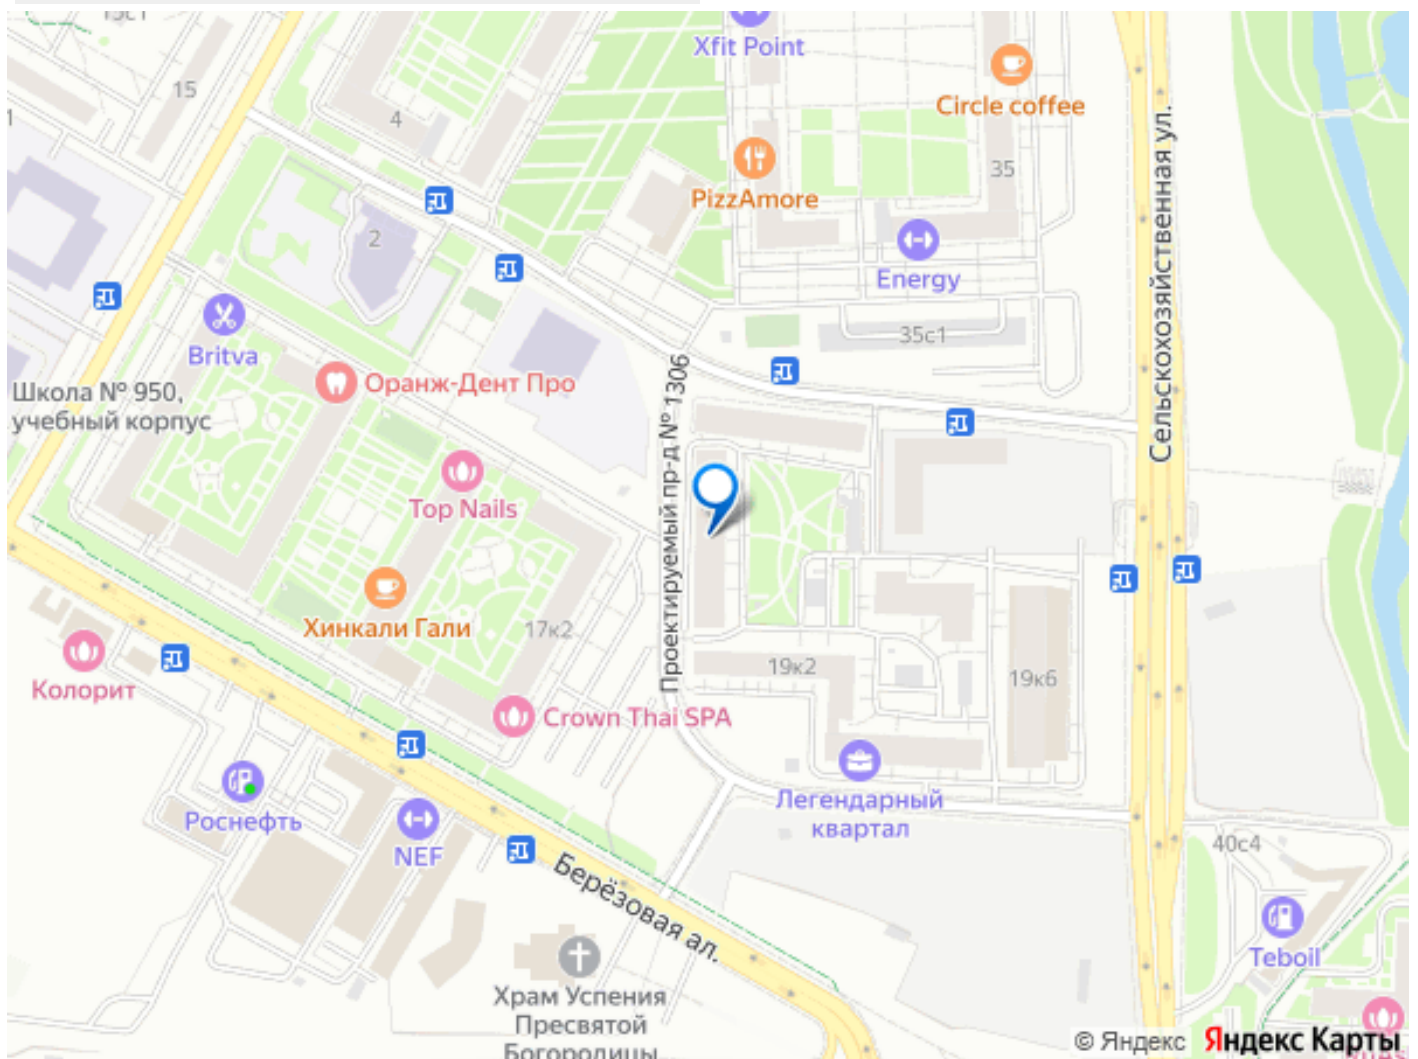 15с1
Xfit Point
15
Circle coffee
4
1
35
PizzAmore
Сельскохозяйственная ул.
2
Energy
35с1
Britva
Оранж-Дент Про
Школа № 950,
учебный корпус
Проектируемый пр-д № 1306
Top Nails
Хинкали Гали
17к2
19к2
19к6
Колорит
Crown Thai SPA
Роснефть
Легендарный
квартал
NEF
40с4
Берёзовая ал.
Teboil
Храм Успения
Пресвятой
Богородицы
© Яндекс Яндекс Карты